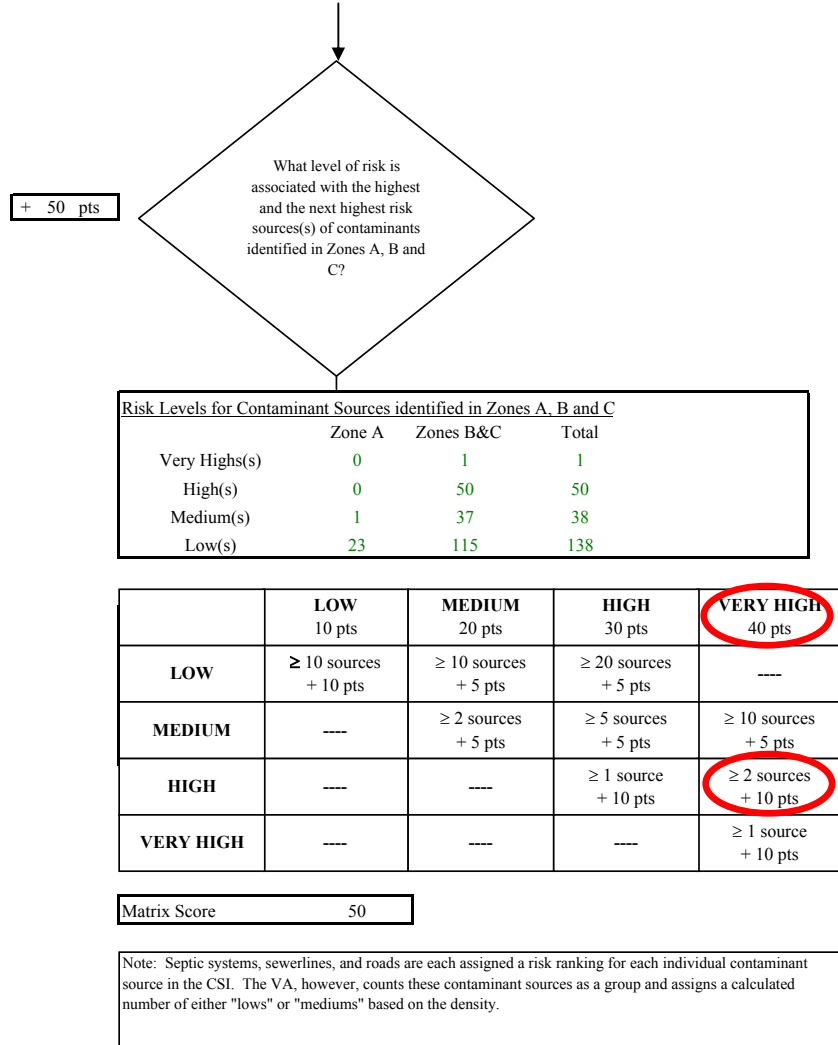 What level of risk is
associated with the highest
and the next highest risk
sources(s) of contaminants
identified in Zones A, B and
C?
+ 50 pts
Risk Levels for Contaminant Sources identified in Zones A, B and C
Zone A Zones B&C Total
Very Highs(s) 0 1 1
High(s) 0 50 50
Medium(s) 1 37 38
Low(s) 23 115 138
LOW MEDIUM HIGH VERY HIGH
10 pts 20 pts 30 pts 40 pts
LOW ≥ 10 sources ≥ 10 sources ≥ 20 sources ----
+ 10 pts + 5 pts + 5 pts
MEDIUM ---- ≥ 2 sources ≥ 5 sources ≥ 10 sources
+ 5 pts + 5 pts + 5 pts
HIGH ---- ---- ≥ 1 source ≥ 2 sources
+ 10 pts + 10 pts
VERY HIGH ---- ---- ---- ≥ 1 source
+ 10 pts
Matrix Score 50
Note: Septic systems, sewerlines, and roads are each assigned a risk ranking for each individual contaminant
source in the CSI. The VA, however, counts these contaminant sources as a group and assigns a calculated
number of either "lows" or "mediums" based on the density.